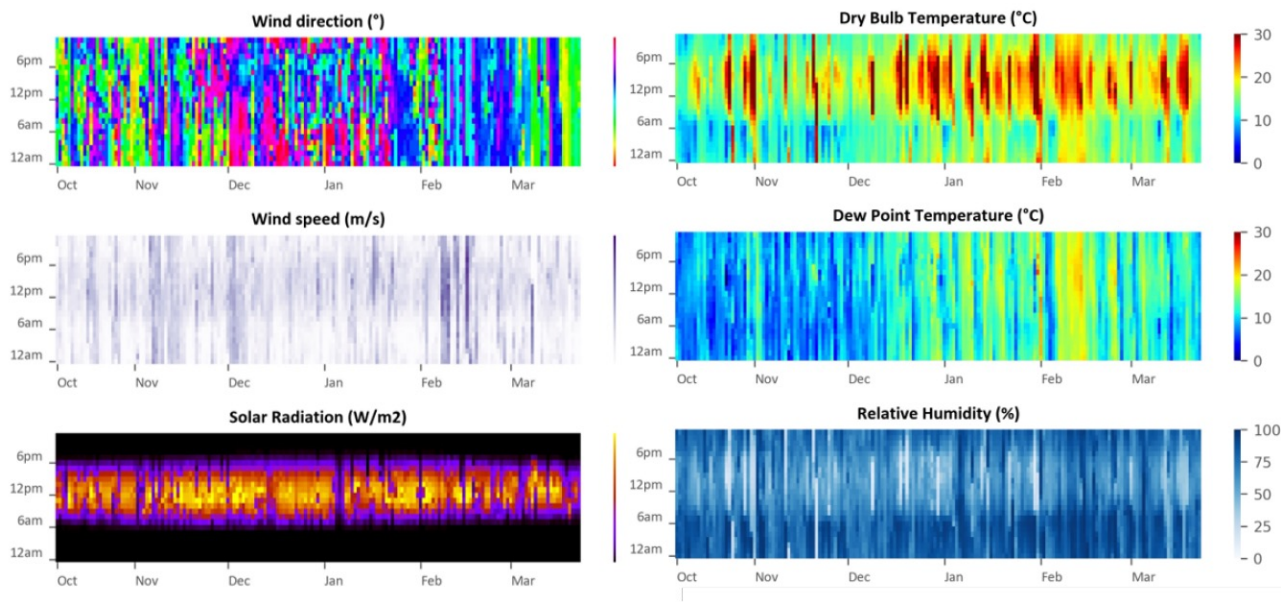 Wind direction (°)
6pm
12pm
6am
12am
Oct Nov Dec Jan Feb Mar
Dry Bulb Temperature (°C)
6pm
12pm
6am
12am
30
20
10
0
Oct Nov Dec Jan Feb Mar
Wind speed (m/s)
6pm
12pm
6am
12am
Oct Nov Dec Jan Feb Mar
Dew Point Temperature (°C)
6pm
12pm
6am
12am
30
20
10
0
Oct Nov Dec Jan Feb Mar
Solar Radiation (W/m2)
6pm
12pm
6am
12am
Oct Nov Dec Jan Feb Mar
Relative Humidity (%)
6pm
12pm
6am
12am
100
75
50
25
0
Oct Nov Dec Jan Feb Mar